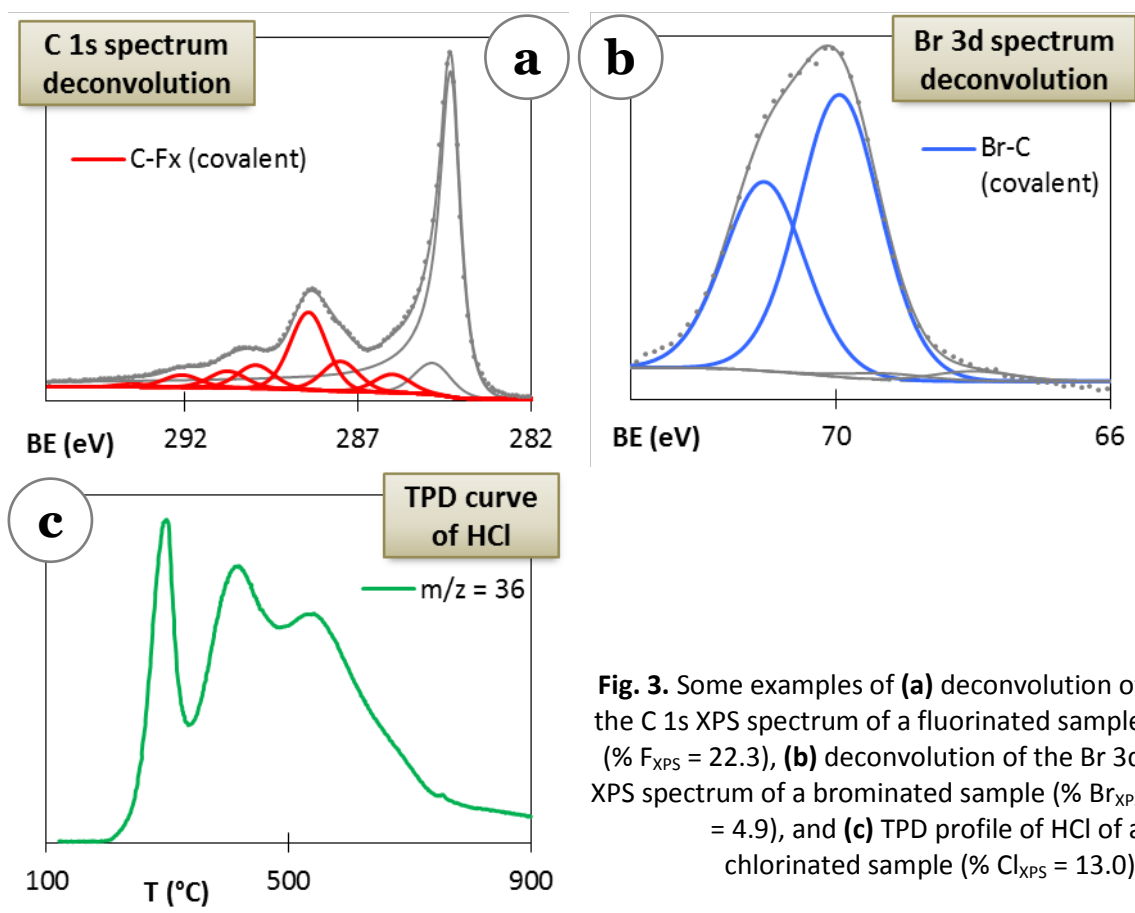 C 1s spectrum
deconvolution
a
C-Fx (covalent)
BE (eV)
292
287
282
b
Br 3d spectrum
deconvolution
Br-C
(covalent)
BE (eV)
70
66
c
TPD curve
of HCl
m/z = 36
100
T (°C)
500
900
Fig. 3. Some examples of (a) deconvolution of
the C 1s XPS spectrum of a fluorinated sample
(% FXPS = 22.3), (b) deconvolution of the Br 3d
XPS spectrum of a brominated sample (% BrXPS
= 4.9), and (c) TPD profile of HCl of a
chlorinated sample (% ClXPS = 13.0)